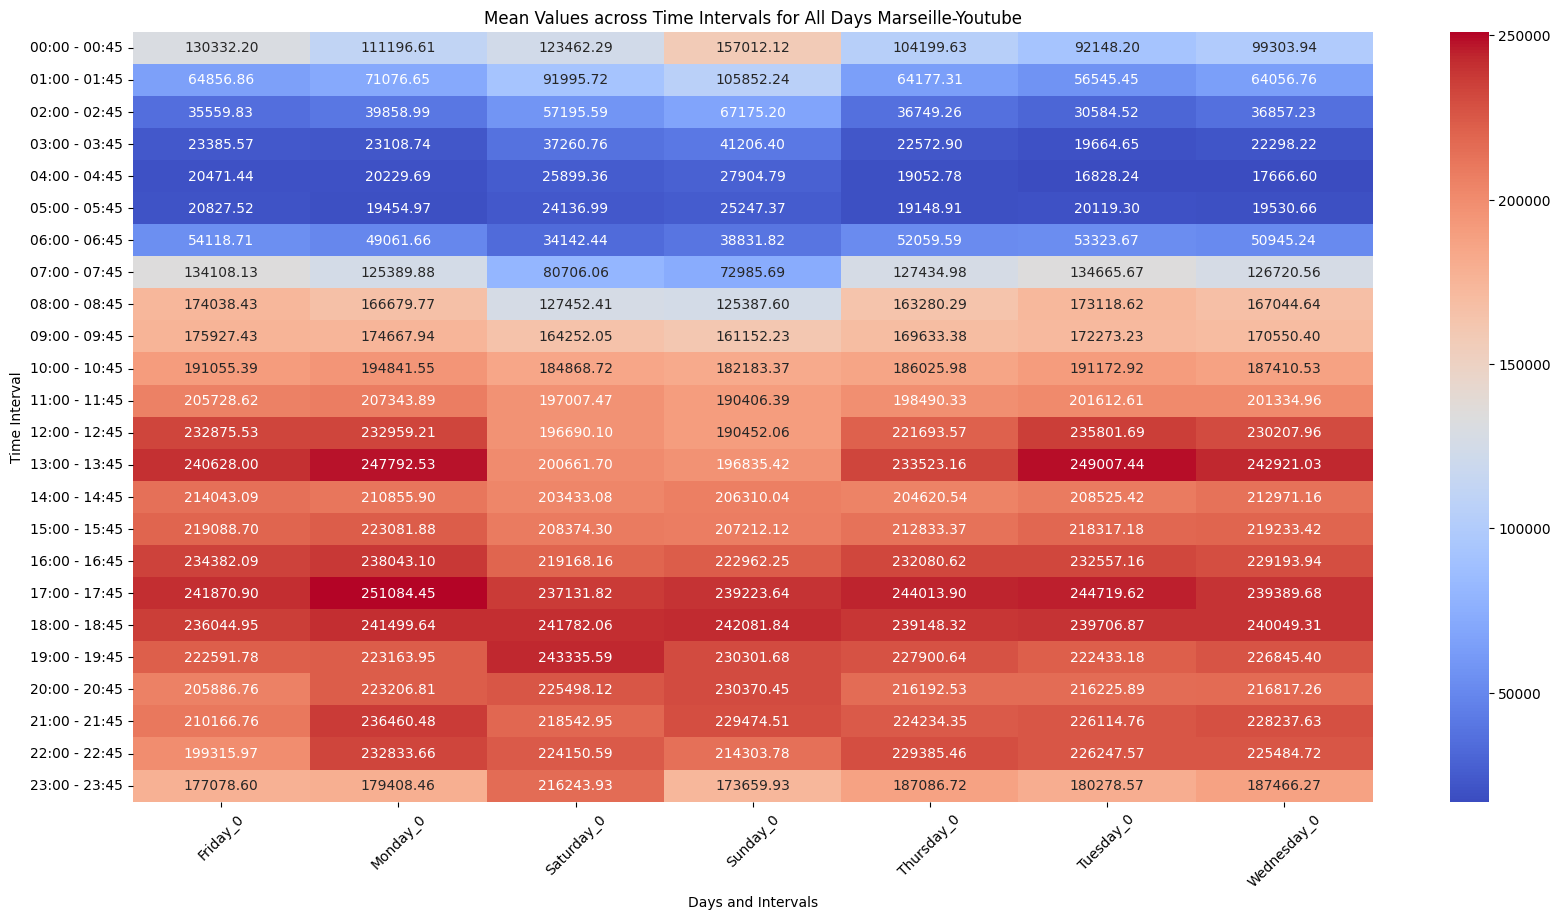 Mean Values across Time Intervals for All Days Marseille-Youtube
00:00 - 00:45 130332.20 111196.61 123462.29 157012.12 104199.63 92148.20 99303.94
01:00 - 01:45 64856.86 71076.65 91995.72 105852.24 64177.31 56545.45 64056.76
02:00 - 02:45 35559.83 39858.99 57195.59 67175.20 36749.26 30584.52 36857.23
03:00 - 03:45 23385.57 23108.74 37260.76 41206.40 22572.90 19664.65 22298.22
04:00 - 04:45 20471.44 20229.69 25899.36 27904.79 19052.78 16828.24 17666.60
05:00 - 05:45 20827.52 19454.97 24136.99 25247.37 19148.91 20119.30 19530.66
06:00 - 06:45 54118.71 49061.66 34142.44 38831.82 52059.59 53323.67 50945.24
07:00 - 07:45 134108.13 125389.88 80706.06 72985.69 127434.98 134665.67 126720.56
08:00 - 08:45 174038.43 166679.77 127452.41 125387.60 163280.29 173118.62 167044.64
09:00 - 09:45 175927.43 174667.94 164252.05 161152.23 169633.38 172273.23 170550.40
10:00 - 10:45 191055.39 194841.55 184868.72 182183.37 186025.98 191172.92 187410.53
11:00 - 11:45 205728.62 207343.89 197007.47 190406.39 198490.33 201612.61 201334.96
12:00 - 12:45 232875.53 232959.21 196690.10 190452.06 221693.57 235801.69 230207.96
13:00 - 13:45 240628.00 247792.53 200661.70 196835.42 233523.16 249007.44 242921.03
14:00 - 14:45 214043.09 210855.90 203433.08 206310.04 204620.54 208525.42 212971.16
15:00 - 15:45 219088.70 223081.88 208374.30 207212.12 212833.37 218317.18 219233.42
16:00 - 16:45 234382.09 238043.10 219168.16 222962.25 232080.62 232557.16 229193.94
17:00 - 17:45 241870.90 251084.45 237131.82 239223.64 244013.90 244719.62 239389.68
18:00 - 18:45 236044.95 241499.64 241782.06 242081.84 239148.32 239706.87 240049.31
19:00 - 19:45 222591.78 223163.95 243335.59 230301.68 227900.64 222433.18 226845.40
20:00 - 20:45 205886.76 223206.81 225498.12 230370.45 216192.53 216225.89 216817.26
21:00 - 21:45 210166.76 236460.48 218542.95 229474.51 224234.35 226114.76 228237.63
22:00 - 22:45 199315.97 232833.66 224150.59 214303.78 229385.46 226247.57 225484.72
23:00 - 23:45 177078.60 179408.46 216243.93 173659.93 187086.72 180278.57 187466.27
Time Interval
Friday_0 Monday_0 Saturday_0 Sunday_0 Thursday_0 Tuesday_0 Wednesday_0
Days and Intervals
250000
200000
150000
100000
50000